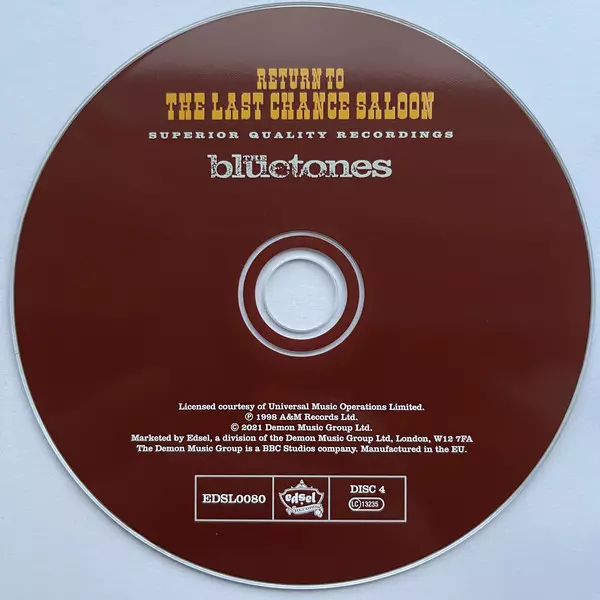 RETURN TO
THE LAST CHANCE SALOON
SUPERIOR QUALITY RECORDINGS
THE
bluetones
Licensed courtesy of Universal Music Operations Limited.
℗ 1998 A&M Records Ltd.
© 2021 Demon Music Group Ltd.
Marketed by Edsel, a division of the Demon Music Group Ltd, London, W12 7FA
The Demon Music Group is a BBC Studios company. Manufactured in the EU.
EDSL0080
edsel
DISC 4
LC 13235